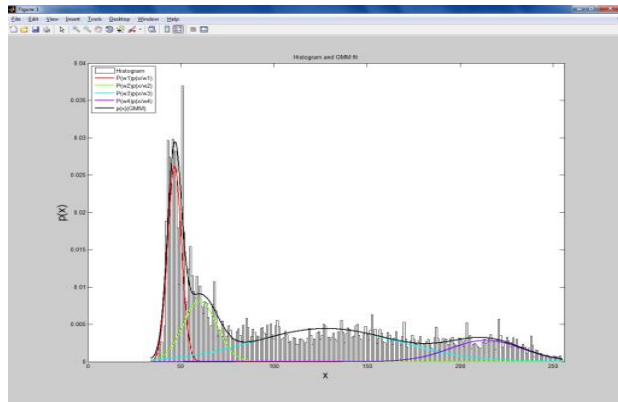 Figure 1
File Edit View Insert Tools Desktop Window Help
Histogram and GMM fit
Histogram
P(w1)p(x/w1)
P(w2)p(x/w2)
P(w3)p(x/w3)
P(w4)p(x/w4)
p(x)(GMM)
0.04
0.035
0.03
0.025
0.02
0.015
0.01
0.005
0
p(x)
0 50 100 150 200 250
x